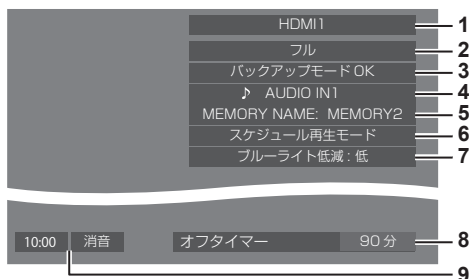 HDMI1 1
フル 2
バックアップモード OK 3
♪ AUDIO IN1 4
MEMORY NAME: MEMORY2 5
スケジュール再生モード 6
ブルーライト低減 : 低 7
10:00 消音 オフタイマー 90 分 8
9